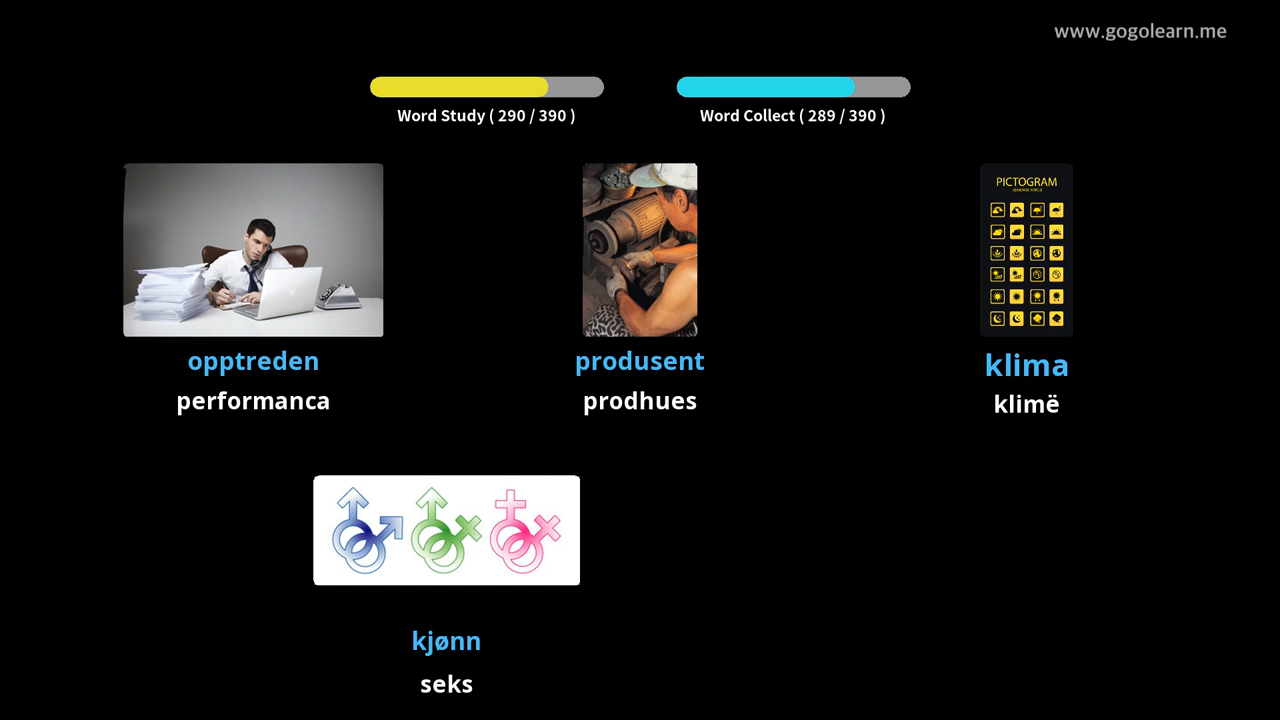 www.gogolearn.me
Word Study ( 290 / 390 )
Word Collect ( 289 / 390 )
PICTOGRAM
opptreden
produsent
klima
performanca
prodhues
klimë
kjønn
seks